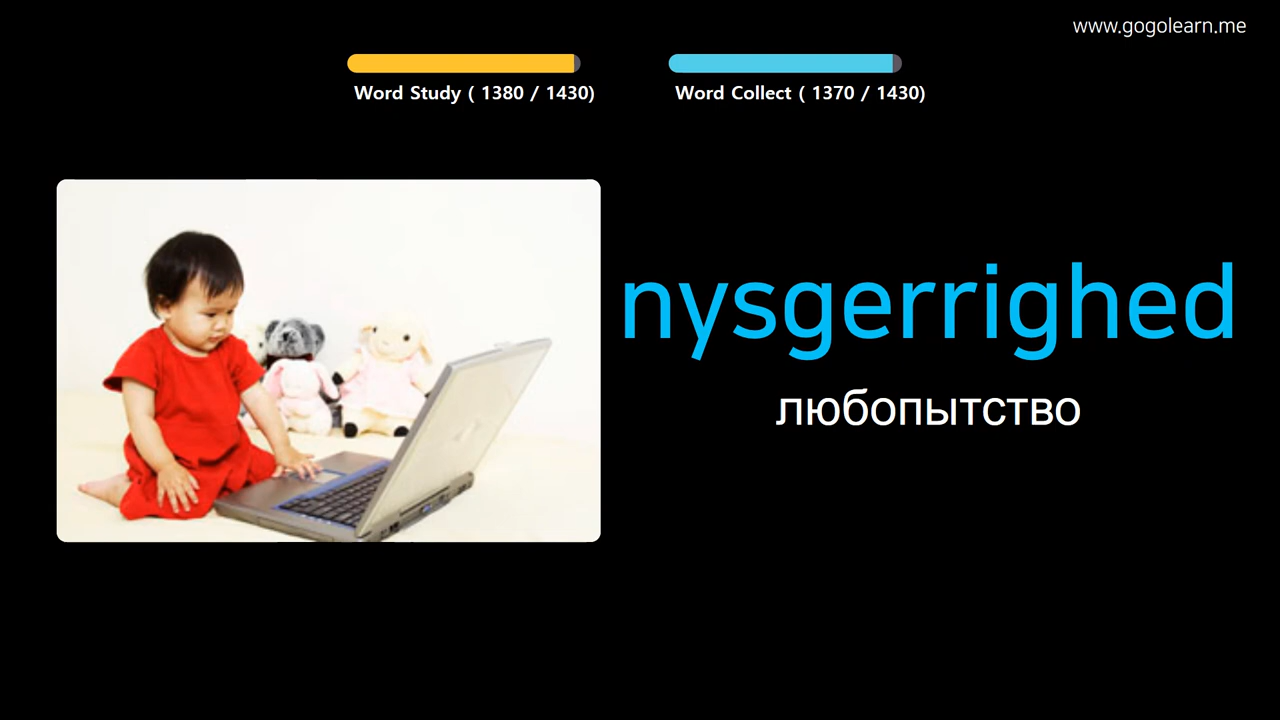 www.gogolearn.me
Word Study ( 1380 / 1430)
Word Collect ( 1370 / 1430)
nysgerrighed
любопытство